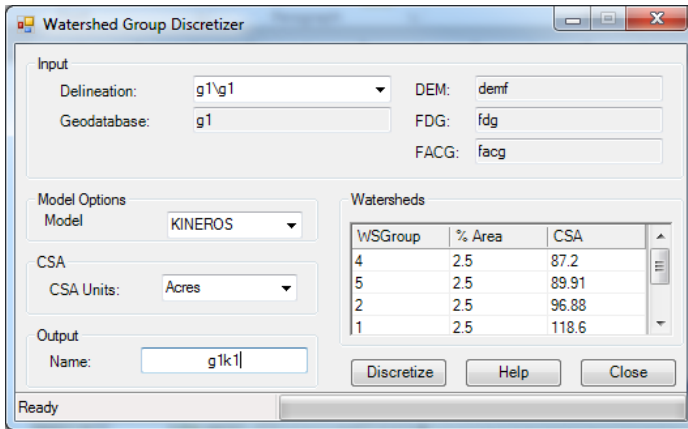 Watershed Group Discretizer
Input
Delineation: g1\g1 DEM: demf
Geodatabase: g1 FDG: fdg
FACG: facg
Model Options
Model KINEROS
CSA
CSA Units: Acres
Output
Name: g1k1
Watersheds
WSGroup % Area CSA
4 2.5 87.2
5 2.5 89.91
2 2.5 96.88
1 2.5 118.6
Discretize Help Close
Ready